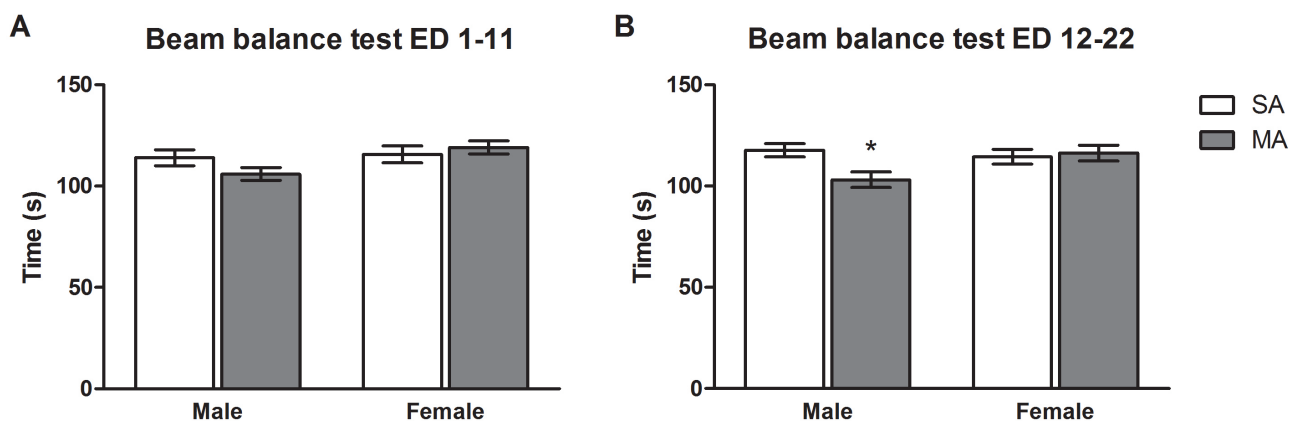 A
Beam balance test ED 1-11
150
100
50
0
Time (s)
Male
Female
B
Beam balance test ED 12-22
150
100
50
0
Time (s)
*
Male
Female
SA
MA